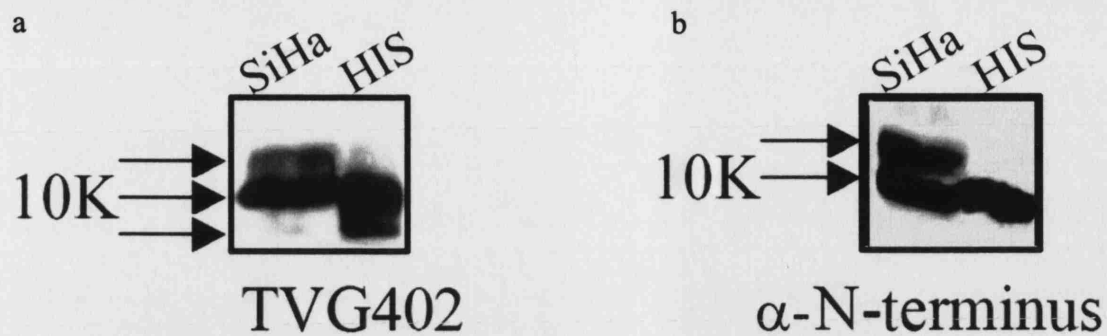 a
SiHa HIS
10K
TVG402
b
SiHa HIS
10K
α-N-terminus